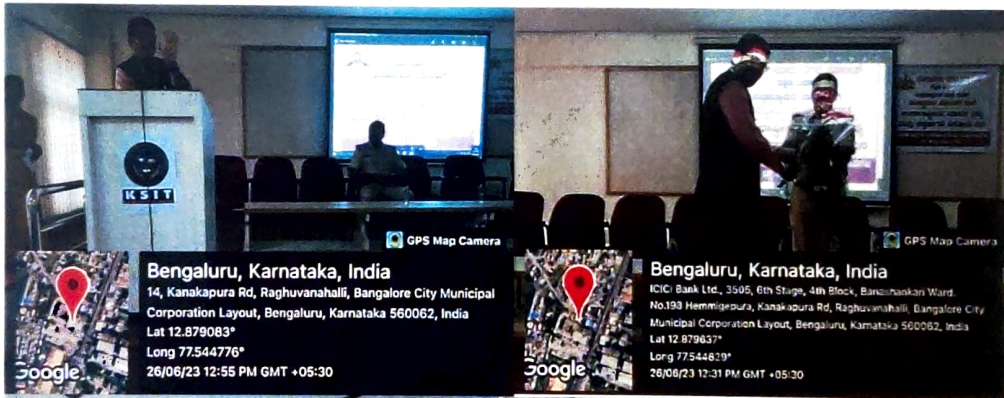 KSIT
GPS Map Camera
Bengaluru, Karnataka, India
14, Kanakapura Rd, Raghuvanahalli, Bangalore City Municipal
Corporation Layout, Bengaluru, Karnataka 560062, India
Lat 12.879083°
Long 77.544776°
26/06/23 12:55 PM GMT +05:30
Google
GPS Map Camera
Bengaluru, Karnataka, India
ICICI Bank Ltd., 3505, 6th Stage, 4th Block, Banashankari Ward.
No.198 Hemmigepura, Kanakapura Rd, Raghuvanahalli, Bangalore City
Municipal Corporation Layout, Bengaluru, Karnataka 560062, India
Lat 12.879637°
Long 77.544829°
26/06/23 12:31 PM GMT +05:30
Google